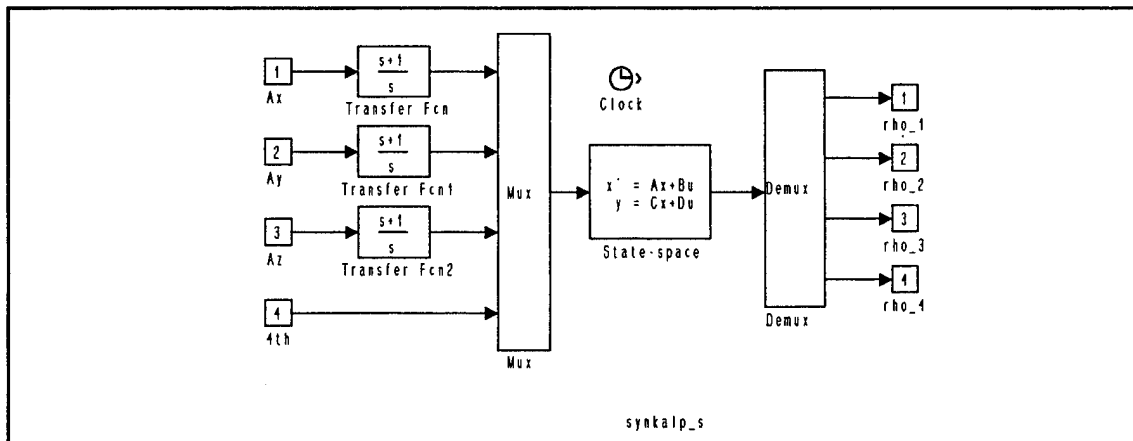 1
Ax
s+1
s
Transfer Fcn
2
Ay
s+1
s
Transfer Fcn1
3
Az
s+1
s
Transfer Fcn2
4
4th
Mux
Mux
Clock
x' = Ax+Bu
y = Cx+Du
State-space
Demux
Demux
1
rho_1
2
rho_2
3
rho_3
4
rho_4
synkalp_s